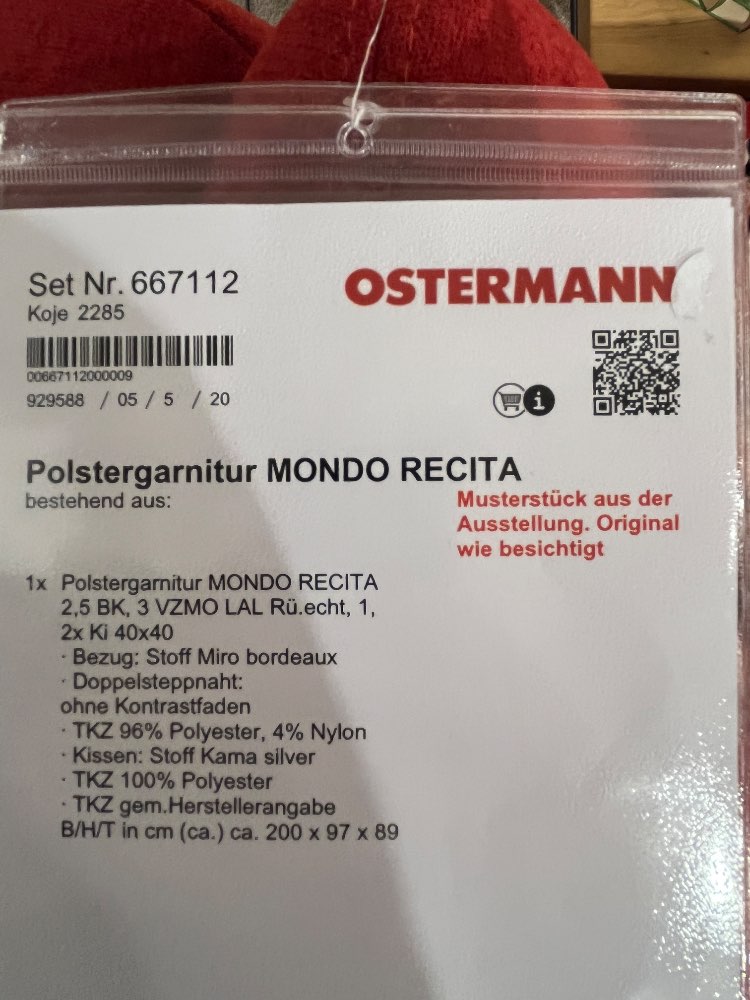 Set Nr. 667112
OSTERMANN
Koje 2285
00667112000009
929588 / 05 / 5 / 20
i
Polstergarnitur MONDO RECITA
bestehend aus:
Musterstück aus der
Ausstellung. Original
wie besichtigt
1x Polstergarnitur MONDO RECITA
2,5 BK, 3 VZMO LAL Rü.echt, 1,
2x Ki 40x40
· Bezug: Stoff Miro bordeaux
· Doppelsteppnaht:
ohne Kontrastfaden
· TKZ 96% Polyester, 4% Nylon
· Kissen: Stoff Kama silver
· TKZ 100% Polyester
· TKZ gem.Herstellerangabe
B/H/T in cm (ca.) ca. 200 x 97 x 89